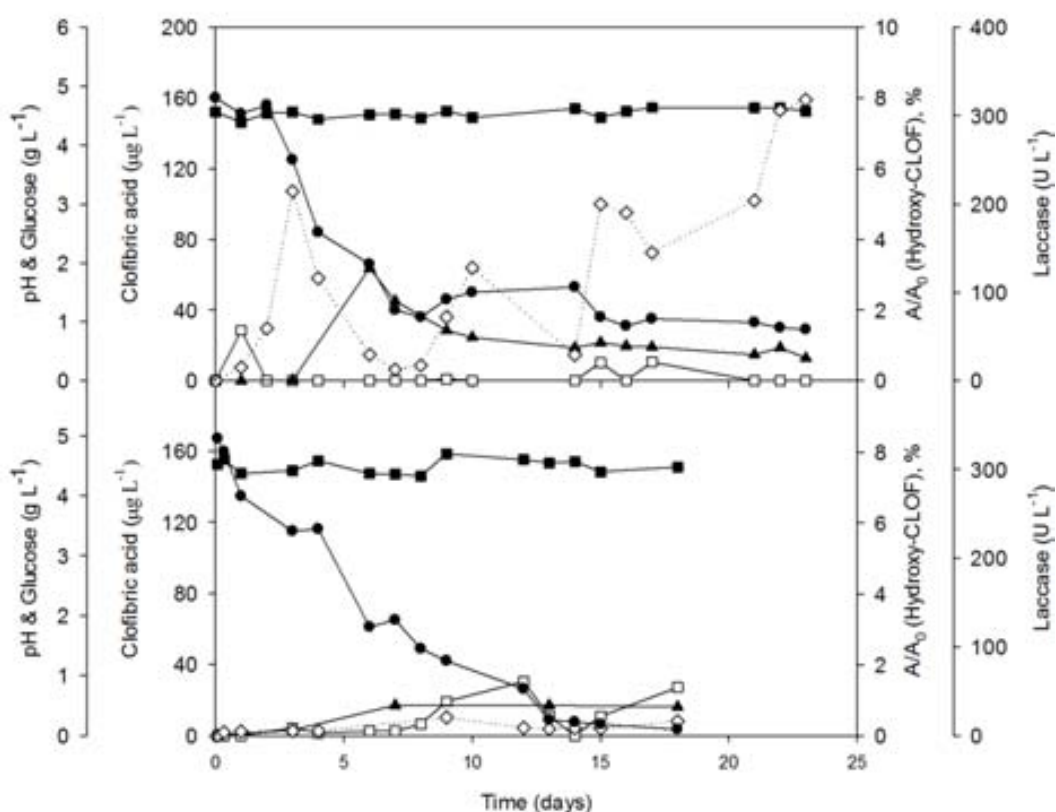 6 200 10 400
5 160 8 300
4 120 6
3 80 4 200
2 40 2 100
1
0 0 0 0
pH & Glucose (g L-1)
Clofibric acid (µg L-1)
A/A0 (Hydroxy-CLOF), %
Laccase (U L-1)
5 160 8 300
4 120 6
3 80 4 200
2 40 2 100
1
0 0 0 0
pH & Glucose (g L-1)
Clofibric acid (µg L-1)
A/A0 (Hydroxy-CLOF), %
Laccase (U L-1)
0 5 10 15 20 25
Time (days)